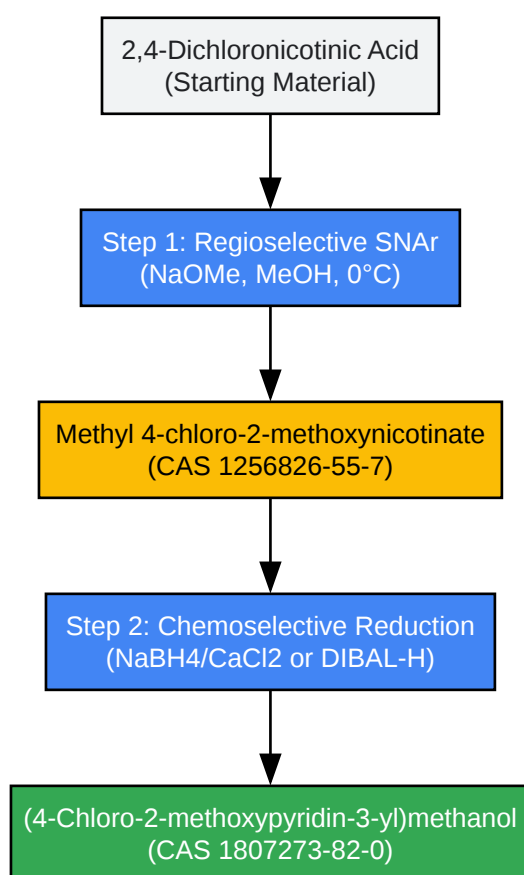 2,4-Dichloronicotinic Acid
(Starting Material)
Step 1: Regioselective SNAr
(NaOMe, MeOH, 0°C)
Methyl 4-chloro-2-methoxynicotinate
(CAS 1256826-55-7)
Step 2: Chemoselective Reduction
(NaBH4/CaCl2 or DIBAL-H)
(4-Chloro-2-methoxypyridin-3-yl)methanol
(CAS 1807273-82-0)